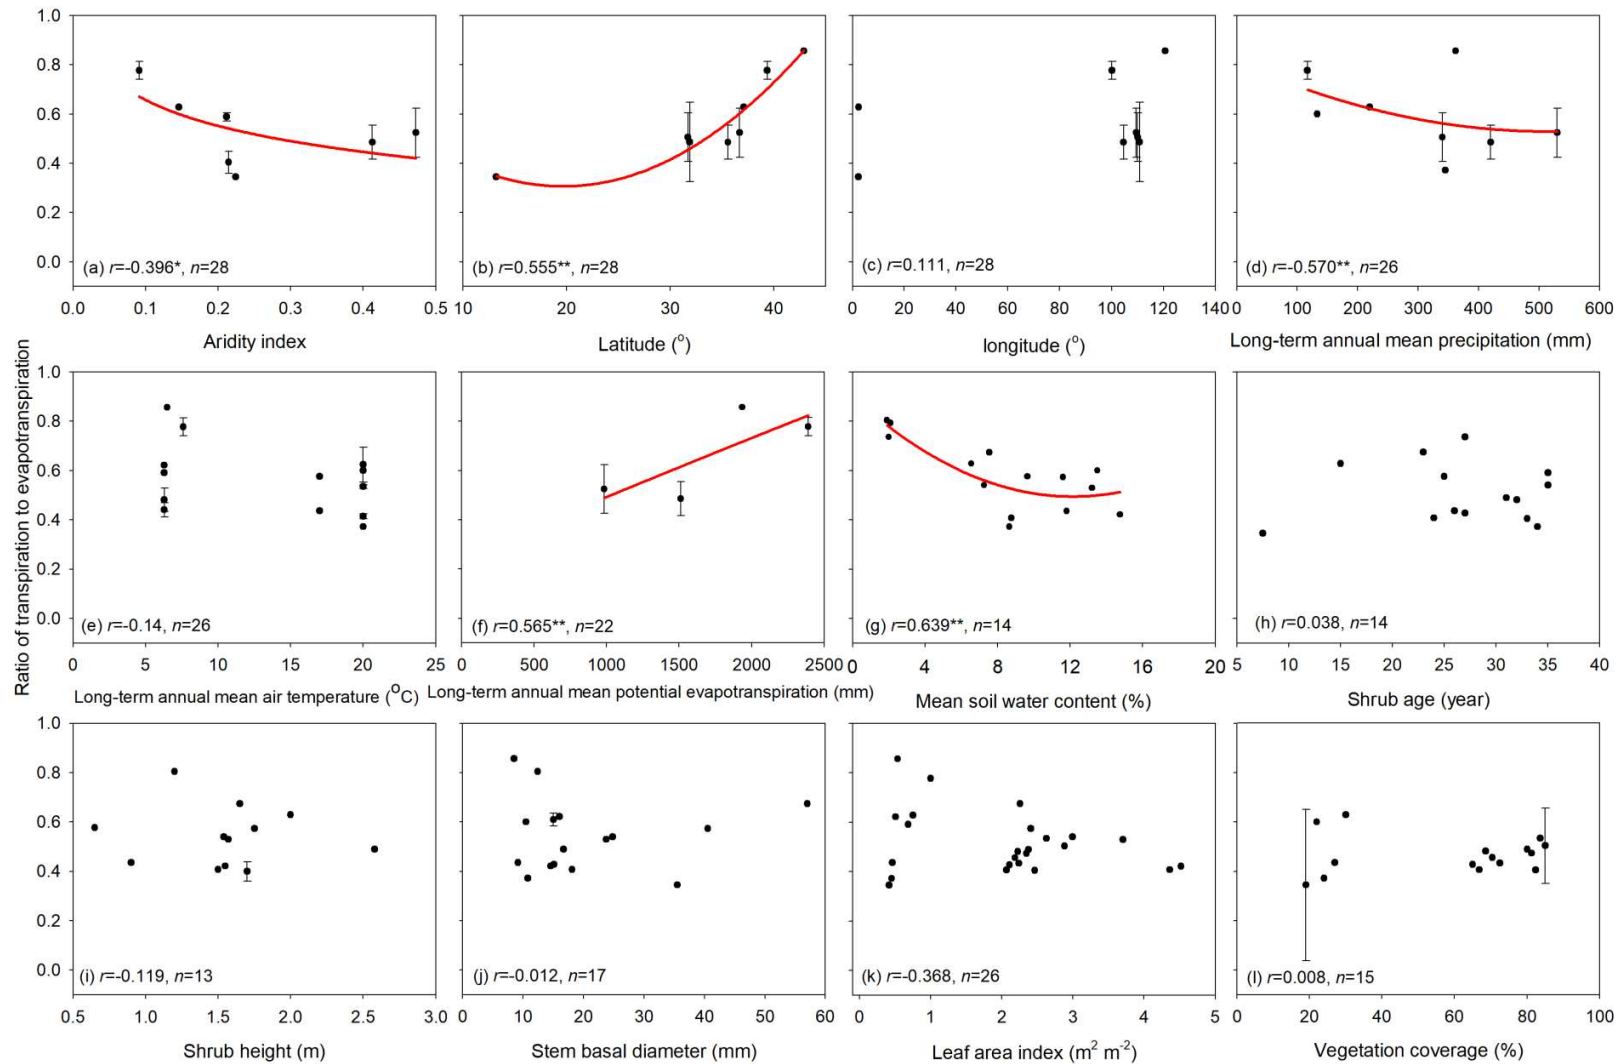 Ratio of transpiration to evapotranspiration
1.0
0.8
0.6
0.4
0.2
0.0
(a) r=-0.396*, n=28
(b) r=0.555**, n=28
(c) r=0.111, n=28
(d) r=-0.570**, n=26
0.0 0.1 0.2 0.3 0.4 0.5
10 20 30 40
0 20 40 60 80 100 120 140
0 100 200 300 400 500 600
Aridity index
Latitude (o)
longitude (o)
Long-term annual mean precipitation (mm)
1.0
0.8
0.6
0.4
0.2
0.0
(e) r=-0.14, n=26
(f) r=0.565**, n=22
(g) r=0.639**, n=14
(h) r=0.038, n=14
0 5 10 15 20 25
0 500 1000 1500 2000 2500
0 4 8 12 16 20
5 10 15 20 25 30 35 40
Long-term annual mean air temperature (OC)
Long-term annual mean potential evapotranspiration (mm)
Mean soil water content (%)
Shrub age (year)
1.0
0.8
0.6
0.4
0.2
0.0
(i) r=-0.119, n=13
(j) r=-0.012, n=17
(k) r=-0.368, n=26
(l) r=0.008, n=15
0.5 1.0 1.5 2.0 2.5 3.0
0 10 20 30 40 50 60
0 1 2 3 4 5
0 20 40 60 80 100
Shrub height (m)
Stem basal diameter (mm)
Leaf area index (m2 m-2)
Vegetation coverage (%)